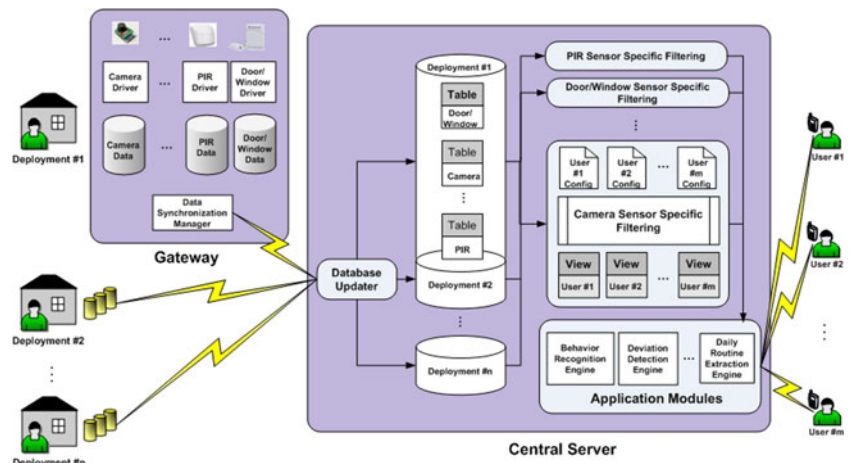 ...
Camera
Driver
...
PIR Driver
Door/
Window
Driver
Camera
Data
...
PIR
Data
Door/
Window
Data
Data
Synchronization
Manager
Gateway
Deployment #1
Deployment #2
...
Deployment #n
Database
Updater
Deployment #1
Table
Door/
Window
Table
Camera
...
Table
PIR
Deployment #2
...
Deployment #n
PIR Sensor Specific Filtering
Door/Window Sensor Specific
Filtering
...
User
#1
Config
User
#2
Config
...
User
#m
Config
Camera Sensor Specific
Filtering
View
User #1
View
User #2
...
View
User #m
Behavior
Recognition
Engine
Deviation
Detection
Engine
...
Daily
Routine
Extraction
Engine
Application Modules
Central Server
User #1
User #2
...
User #m